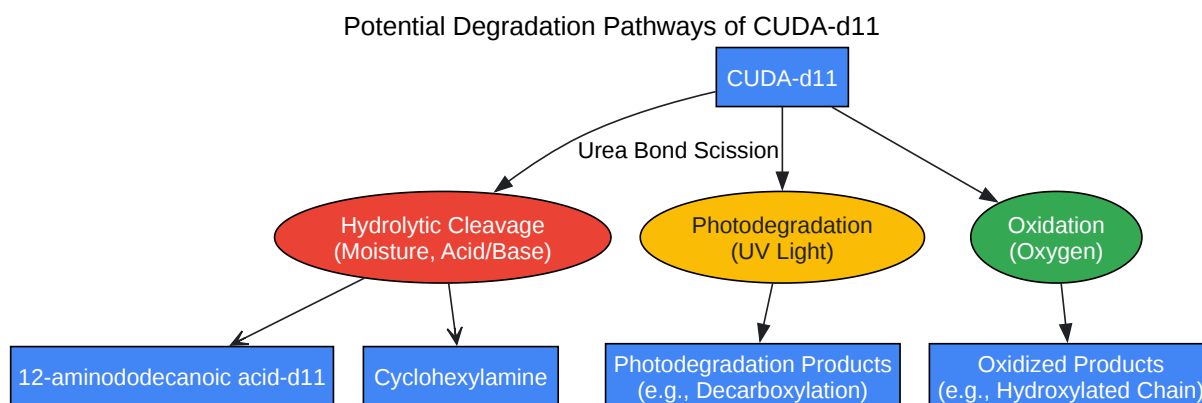 Potential Degradation Pathways of CUDA-d11
CUDA-d11
Urea Bond Scission
Hydrolytic Cleavage
(Moisture, Acid/Base)
Photodegradation
(UV Light)
Oxidation
(Oxygen)
12-aminododecanoic acid-d11
Cyclohexylamine
Photodegradation Products
(e.g., Decarboxylation)
Oxidized Products
(e.g., Hydroxylated Chain)